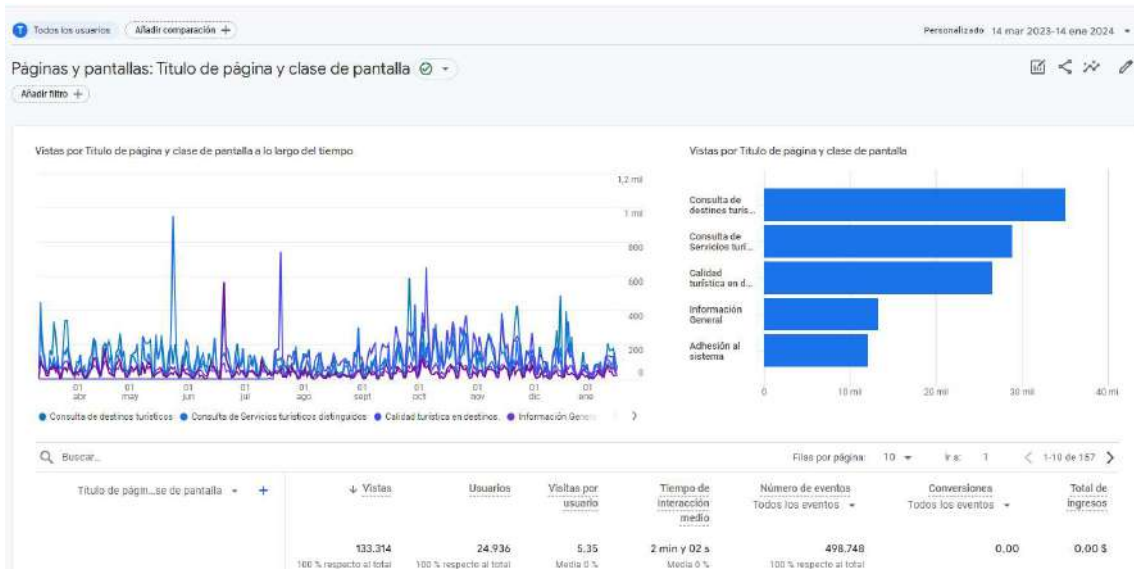 T Todos los usuarios Añadir comparación +
Personalizado 14 mar 2023-14 ene 2024
Páginas y pantallas: Título de página y clase de pantalla
Añadir filtro +
Vistas por Título de página y clase de pantalla a lo largo del tiempo
1,2 mil
1 mil
800
600
400
200
0
01 abr
01 may
01 jun
01 jul
01 ago
01 sept
01 oct
01 nov
01 dic
01 ene
Consulta de destinos turísticos Consulta de Servicios turísticos distinguidos Calidad turística en destinos. Información Gener
Vistas por Título de página y clase de pantalla
Consulta de
destinos turís...
Consulta de
Servicios turí...
Calidad
turística en d...
Información
General
Adhesión al
sistema
0 10 mil 20 mil 30 mil 40 mi
Buscar...
Filas por página: 10 Ir a: 1 1-10 de 157
Título de págin...se de pantalla +
↓ Vistas
Usuarios
Visitas por
usuario
Tiempo de
interacción
medio
Número de eventos
Todos los eventos
Conversiones
Todos los eventos
Total de
ingresos
133.314 24.936 5,35 2 min y 02 s 498.748 0,00 0,00 $
100 % respecto al total 100 % respecto al total Media 0 % Media 0 % 100 % respecto al total